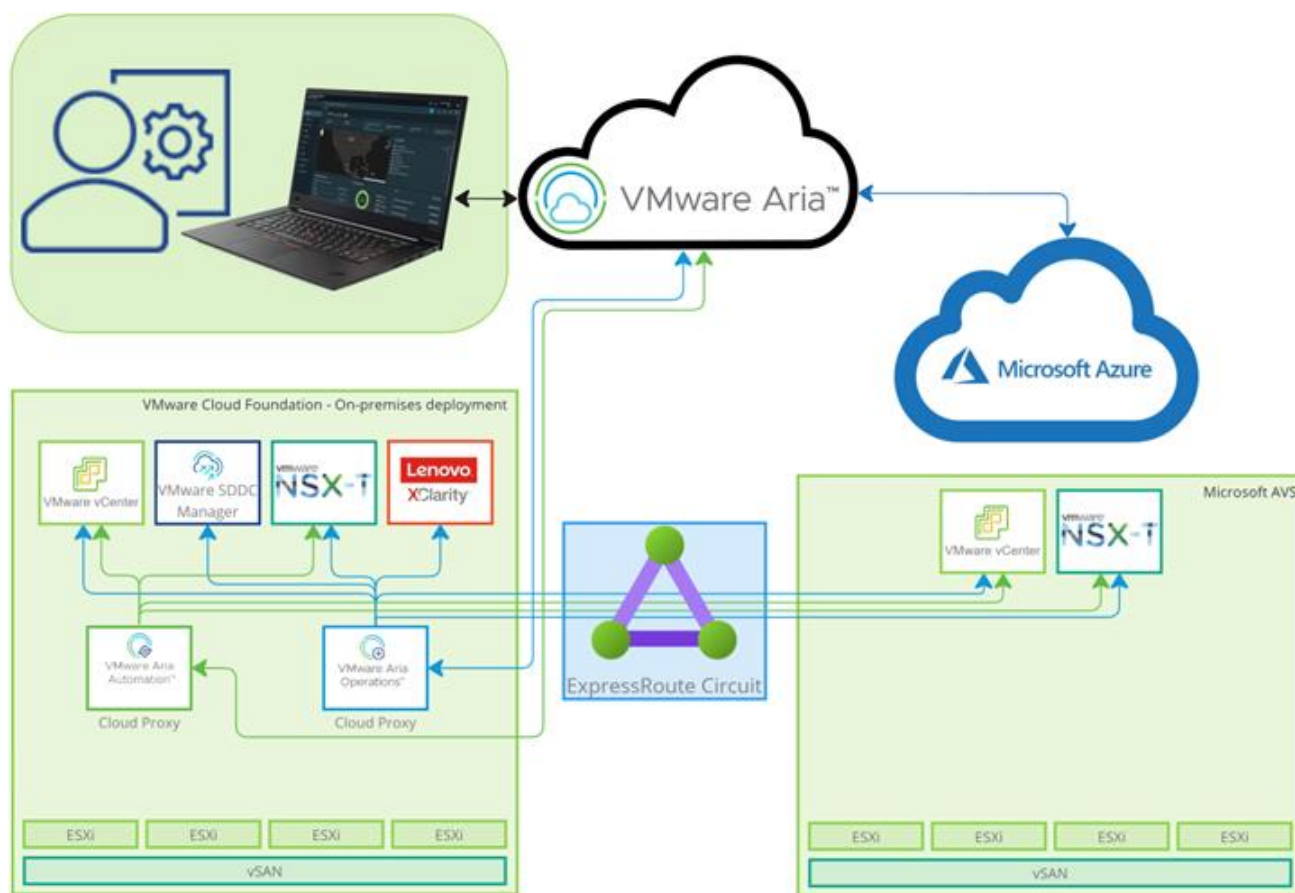 VMware Aria™
Microsoft Azure
VMware Cloud Foundation - On-premises deployment
VMware vCenter
VMware SDDC
Manager
vmware
NSX-T
Lenovo
XClarity
Microsoft AVS
VMware vCenter
vmware
NSX-T
VMware Aria
Automation™
Cloud Proxy
VMware Aria
Operations™
Cloud Proxy
ExpressRoute Circuit
ESXi
ESXi
ESXi
ESXi
vSAN
ESXi
ESXi
ESXi
ESXi
vSAN